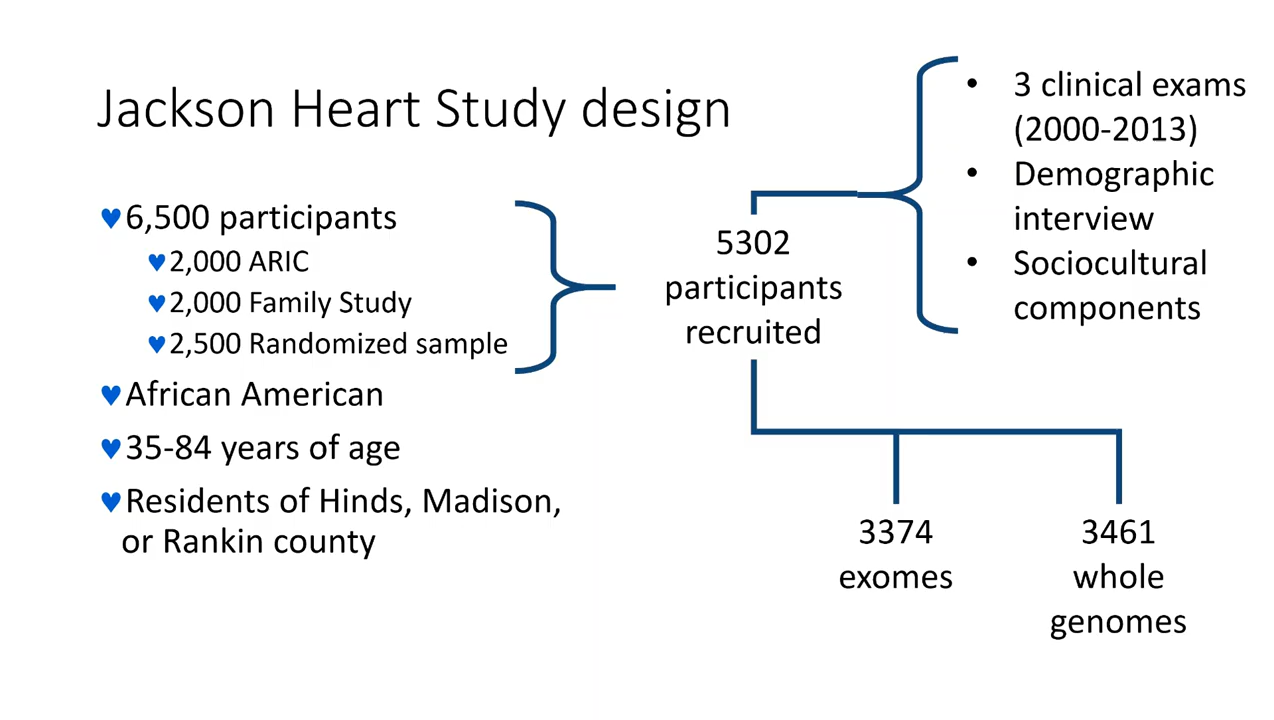 Jackson Heart Study design
♥6,500 participants
♥2,000 ARIC
♥2,000 Family Study
♥2,500 Randomized sample
♥African American
♥35-84 years of age
♥Residents of Hinds, Madison,
or Rankin county
5302
participants
recruited
• 3 clinical exams
(2000-2013)
• Demographic
interview
• Sociocultural
components
3374
exomes
3461
whole
genomes